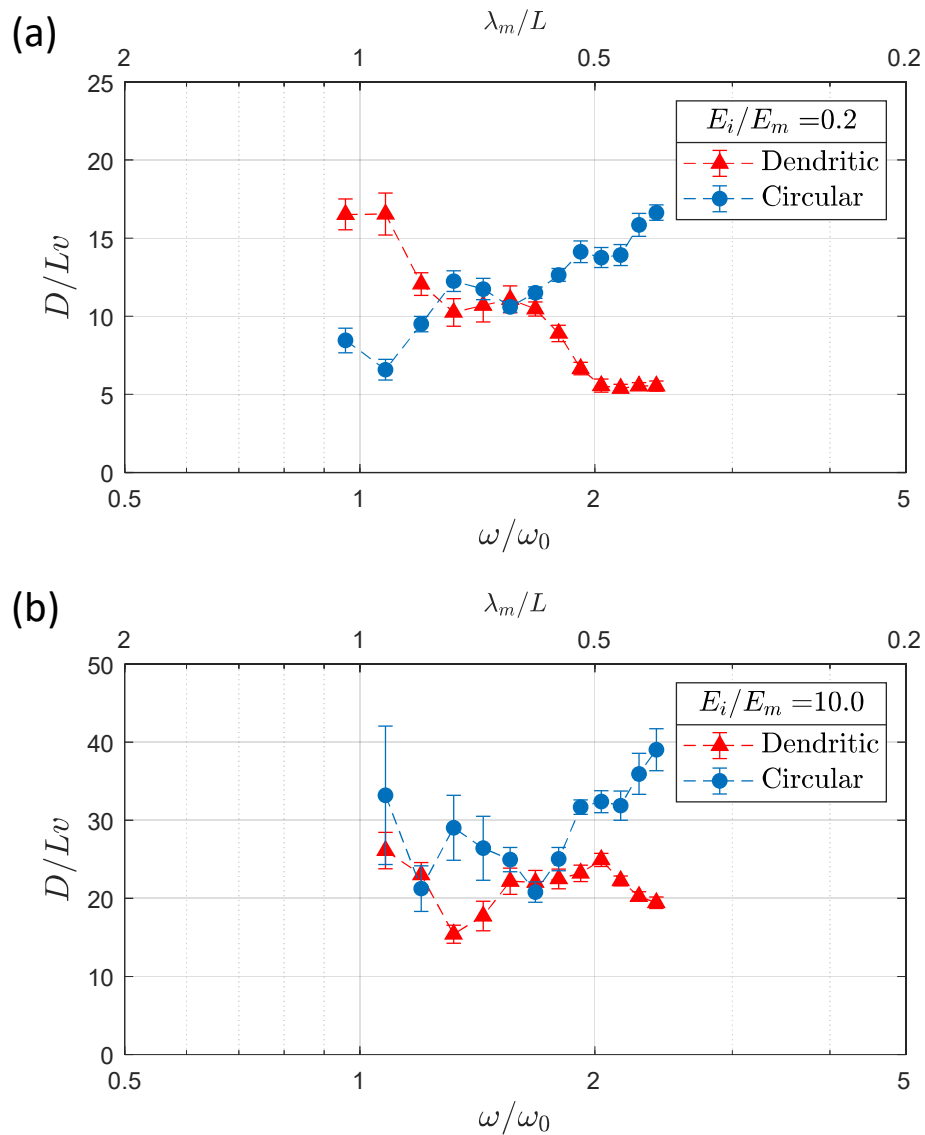 (a)
λₘ/L
2 1 0.5 0.2
25
20
15
10
5
0
D/Lv
Eᵢ/Eₘ =0.2
Dendritic
Circular
0.5 1 2 5
ω/ω₀
(b)
λₘ/L
2 1 0.5 0.2
50
40
30
20
10
0
D/Lv
Eᵢ/Eₘ =10.0
Dendritic
Circular
0.5 1 2 5
ω/ω₀